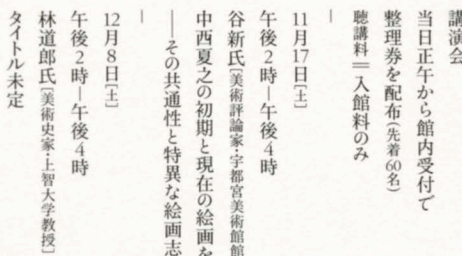 講演会
当日正午から館内受付で
整理券を配布(先着60名)
聴講料=入館料のみ
11月17日[土]
午後2時―午後4時
谷新氏[美術評論家・宇都宮美術館館
中西夏之の初期と現在の絵画を
――その共通性と特異な絵画志
12月8日[土]
午後2時―午後4時
林道郎氏[美術史家・上智大学教授]
タイトル未定